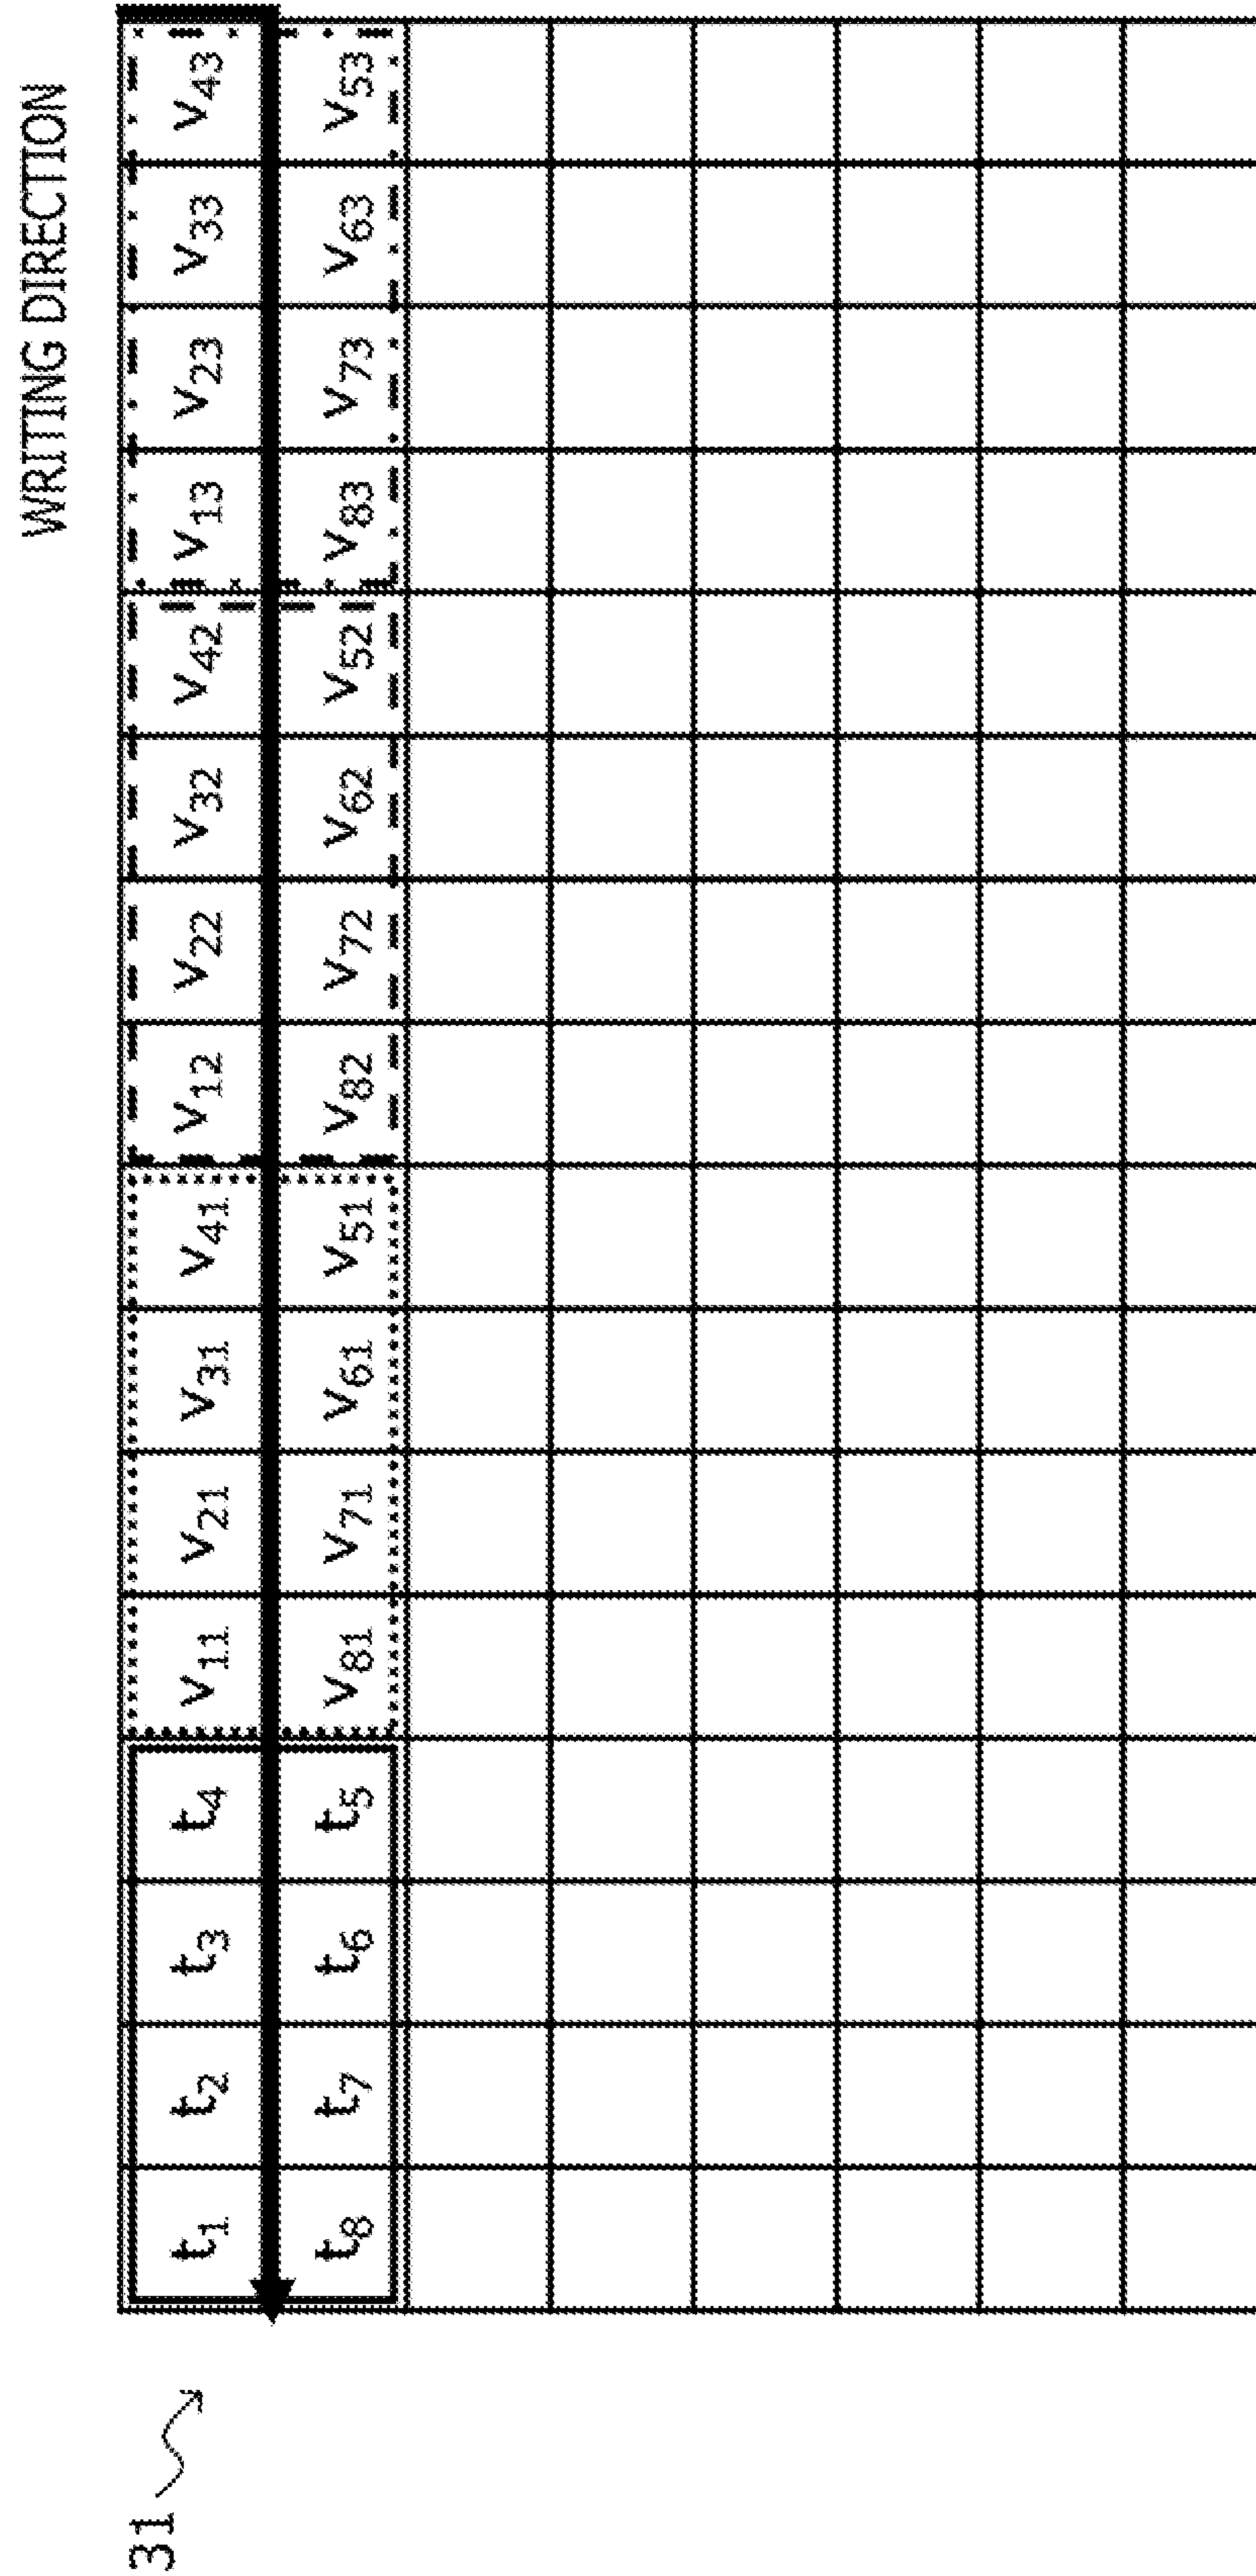 WRITING DIRECTION
31
t₁ t₂ t₃ t₄ v₁₁ v₂₁ v₃₁ v₄₁ v₁₂ v₂₂ v₃₂ v₄₂ v₁₃ v₂₃ v₃₃ v₄₃
t₈ t₇ t₆ t₅ v₈₁ v₇₁ v₆₁ v₅₁ v₈₂ v₇₂ v₆₂ v₅₂ v₈₃ v₇₃ v₆₃ v₅₃